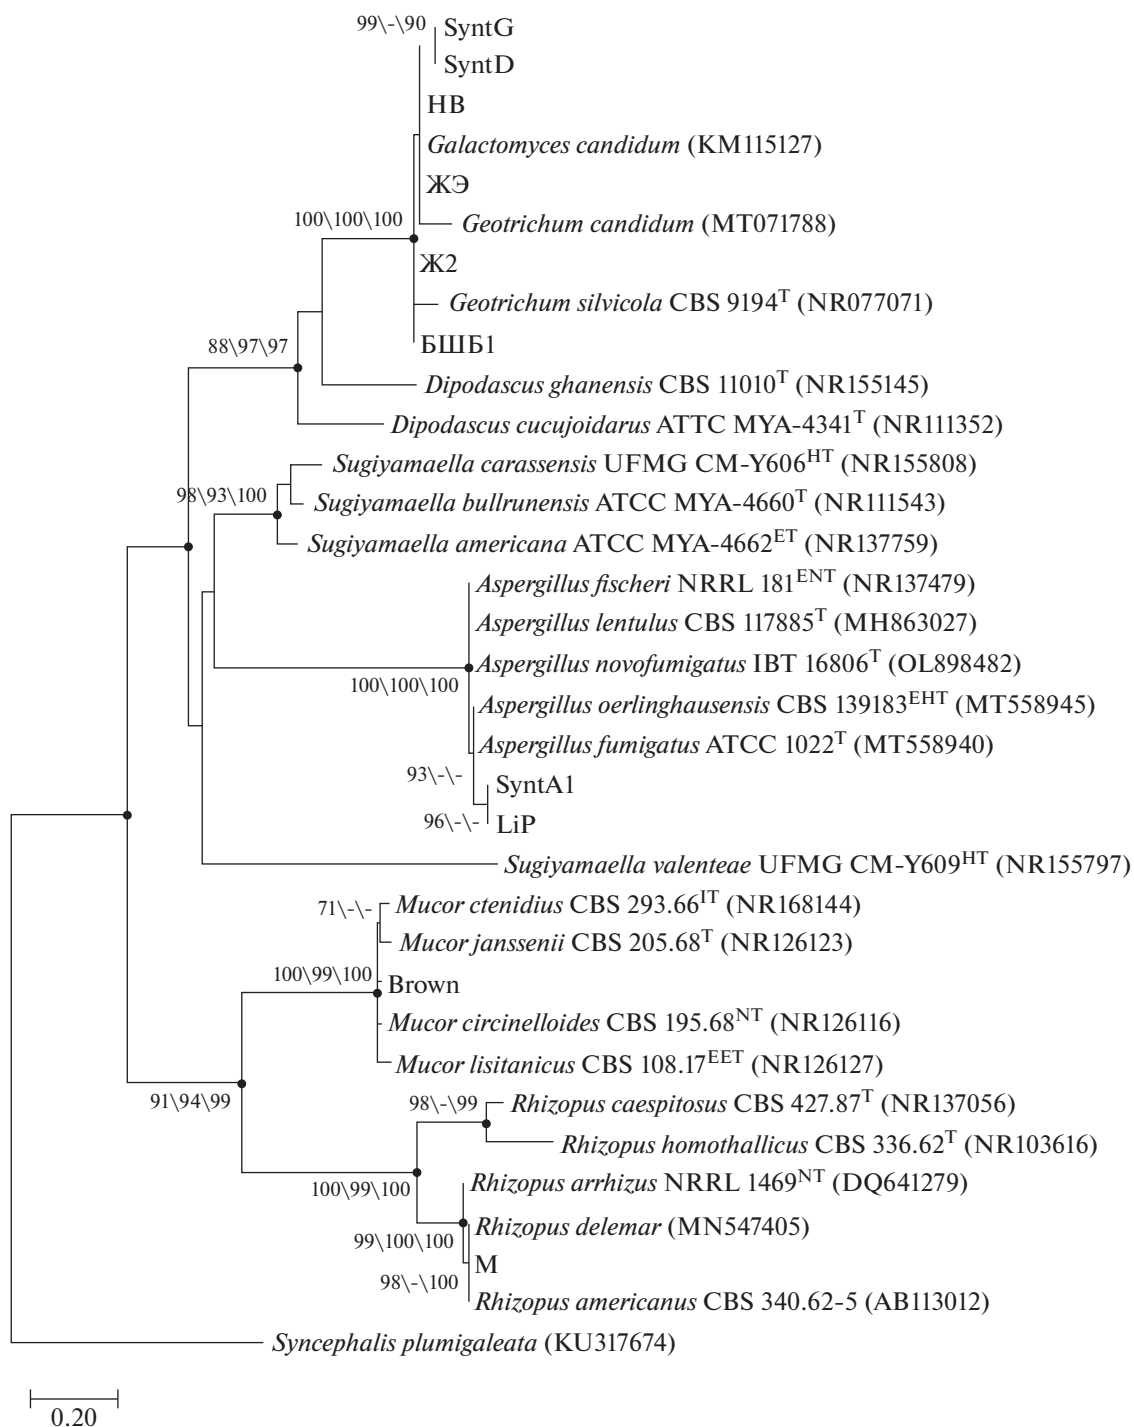 99\-\90 SyntG
SyntD
НВ
Galactomyces candidum (KM115127)
ЖЭ
100\100\100
Geotrichum candidum (MT071788)
Ж2
Geotrichum silvicola CBS 9194T (NR077071)
БШБ1
88\97\97
Dipodascus ghanensis CBS 11010T (NR155145)
Dipodascus cucujoidarus ATTC MYA-4341T (NR111352)
Sugiyamaella carassensis UFMG CM-Y606HT (NR155808)
98\93\100
Sugiyamaella bullrunensis ATCC MYA-4660T (NR111543)
Sugiyamaella americana ATCC MYA-4662ET (NR137759)
Aspergillus fischeri NRRL 181ENT (NR137479)
Aspergillus lentulus CBS 117885T (MH863027)
Aspergillus novofumigatus IBT 16806T (OL898482)
100\100\100
Aspergillus oerlinghausensis CBS 139183EHT (MT558945)
Aspergillus fumigatus ATCC 1022T (MT558940)
93\-\-
SyntA1
96\-\- LiP
Sugiyamaella valenteae UFMG CM-Y609HT (NR155797)
71\-\- Mucor ctenidius CBS 293.66IT (NR168144)
Mucor janssenii CBS 205.68T (NR126123)
100\99\100
Brown
Mucor circinelloides CBS 195.68NT (NR126116)
Mucor lisitanicus CBS 108.17EET (NR126127)
91\94\99
98\-\99 Rhizopus caespitosus CBS 427.87T (NR137056)
Rhizopus homothallicus CBS 336.62T (NR103616)
100\99\100
Rhizopus arrhizus NRRL 1469NT (DQ641279)
Rhizopus delemar (MN547405)
99\100\100
M
98\-\100
Rhizopus americanus CBS 340.62-5 (AB113012)
Syncephalis plumigaleata (KU317674)
0.20